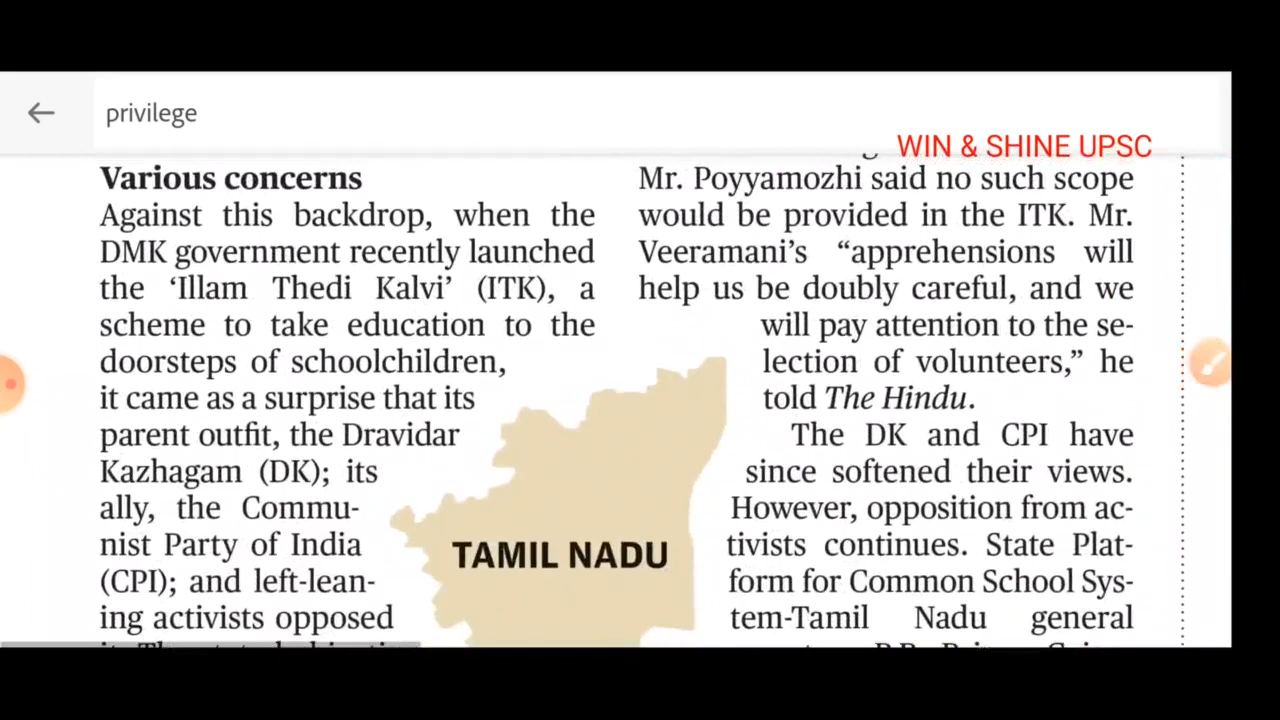 privilege
WIN & SHINE UPSC
Various concerns
Against this backdrop, when the
DMK government recently launched
the ‘Illam Thedi Kalvi’ (ITK), a
scheme to take education to the
doorsteps of schoolchildren,
it came as a surprise that its
parent outfit, the Dravidar
Kazhagam (DK); its
ally, the Commu-
nist Party of India
(CPI); and left-lean-
ing activists opposed
TAMIL NADU
Mr. Poyyamozhi said no such scope
would be provided in the ITK. Mr.
Veeramani’s “apprehensions will
help us be doubly careful, and we
will pay attention to the se-
lection of volunteers,” he
told The Hindu.
The DK and CPI have
since softened their views.
However, opposition from ac-
tivists continues. State Plat-
form for Common School Sys-
tem-Tamil Nadu general